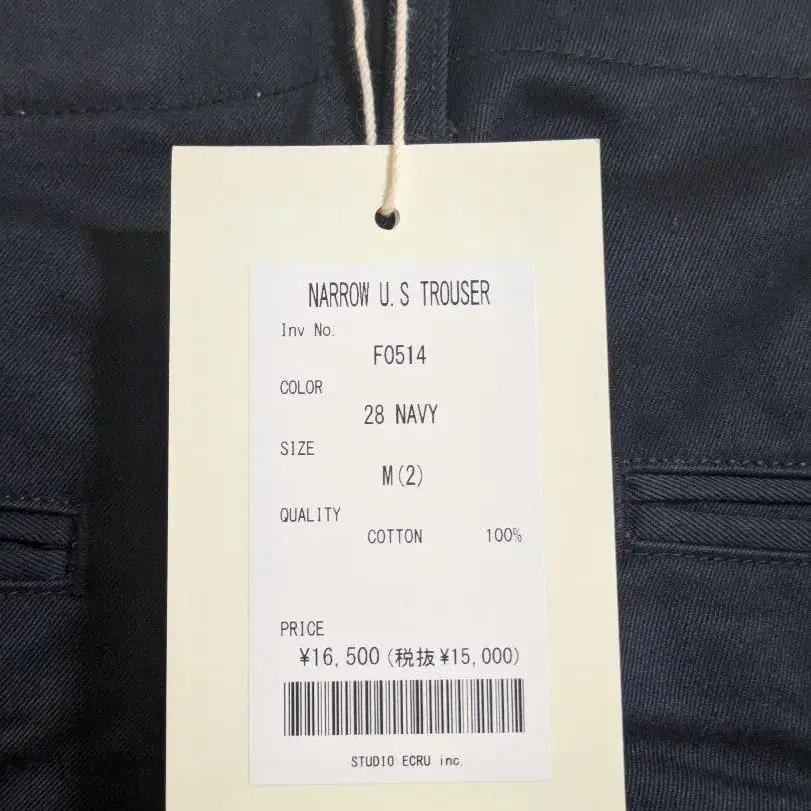 NARROW U.S TROUSER
Inv No.
F0514
COLOR
28 NAVY
SIZE
M(2)
QUALITY
COTTON 100%
PRICE
¥16,500(税抜¥15,000)
STUDIO ECRU inc.